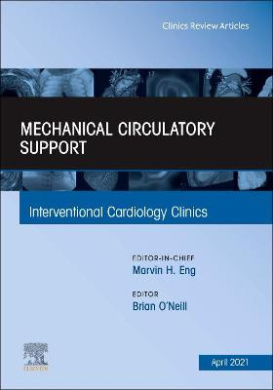 Clinics Review Articles
MECHANICAL CIRCULATORY
SUPPORT
Interventional Cardiology Clinics
EDITOR-IN-CHIEF
Marvin H. Eng
EDITOR
Brian O'Neill
ELSEVIER
April 2021